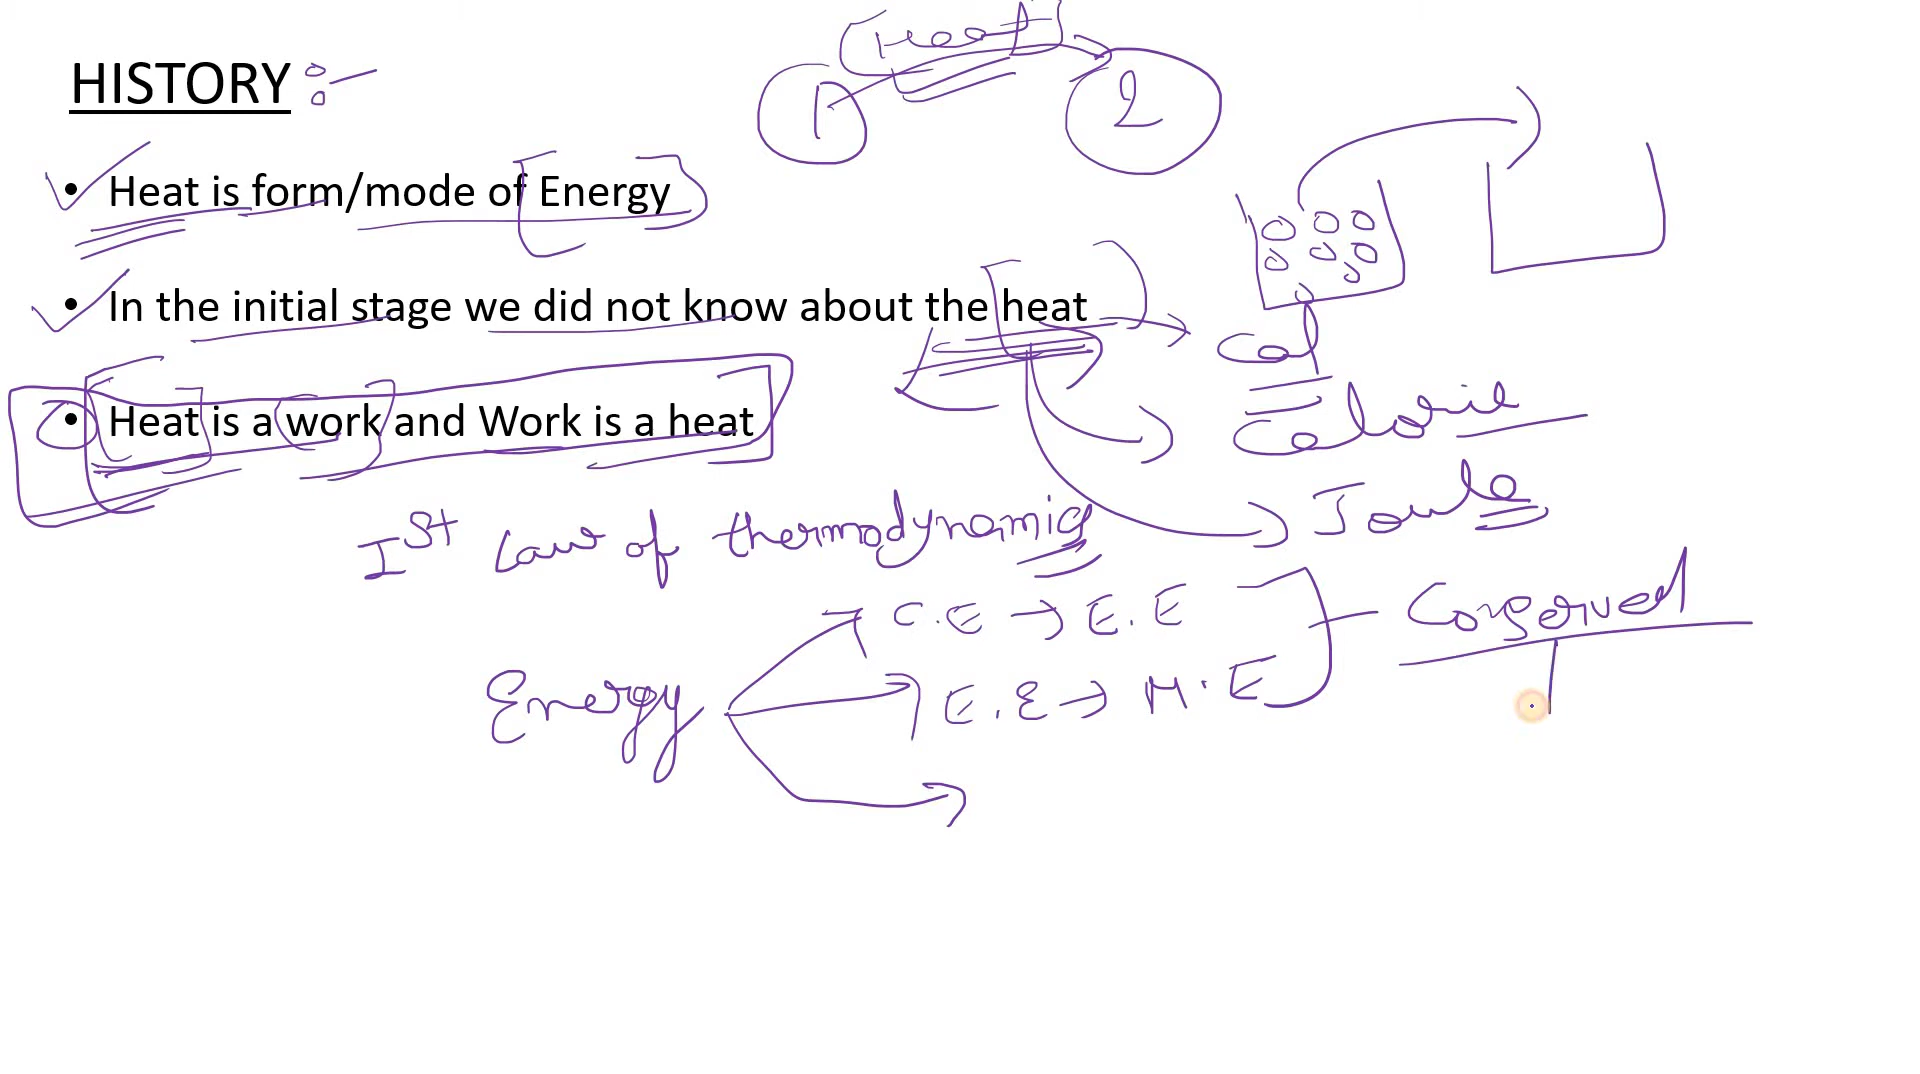 Heat
1
2
HISTORY :-
• Heat is form/mode of Energy
• In the initial stage we did not know about the heat
Cal
• Heat is a work and Work is a heat
Calorie
Joule
Ist Law of thermodynamics
C.E → E.E
Conserved
Energy
E.E → M.E